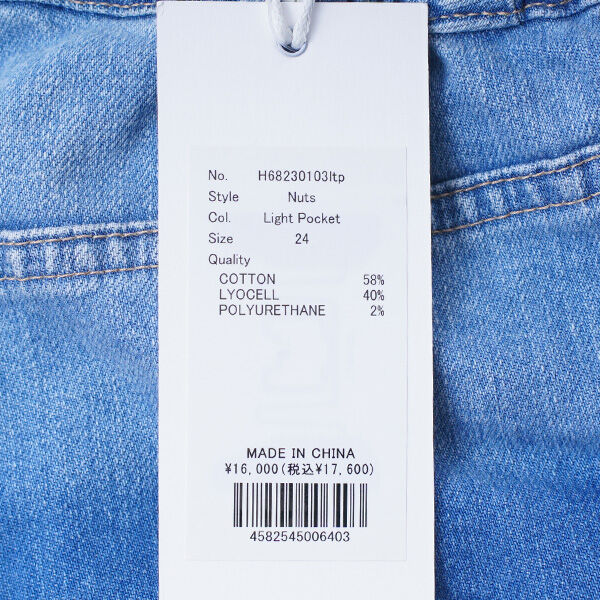 No. H68230103ltp
Style Nuts
Col. Light Pocket
Size 24
Quality
COTTON 58%
LYOCELL 40%
POLYURETHANE 2%
MADE IN CHINA
¥16,000(税込¥17,600)
4582545006403